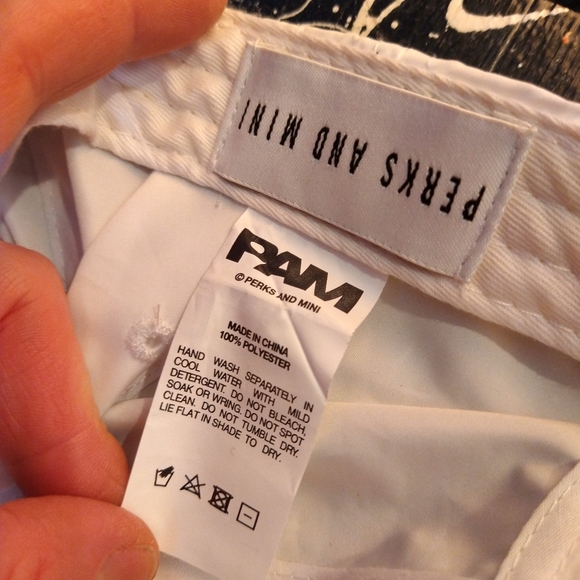 PERKS AND MINI
PAM
© PERKS AND MINI
MADE IN CHINA
100% POLYESTER
HAND WASH SEPARATELY IN
COOL WATER WITH MILD
DETERGENT. DO NOT BLEACH,
SOAK OR WRING. DO NOT SPOT
CLEAN. DO NOT TUMBLE DRY.
LIE FLAT IN SHADE TO DRY.